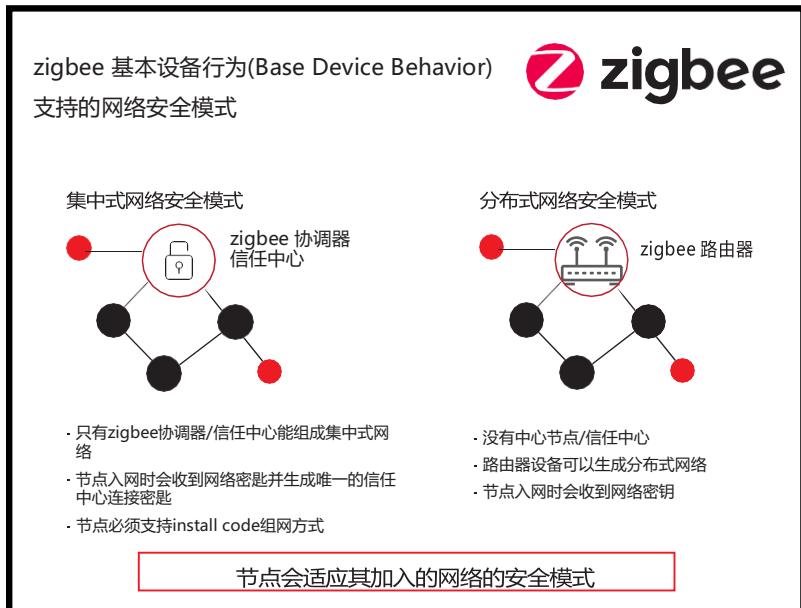 zigbee 基本设备行为(Base Device Behavior)
支持的网络安全模式
zigbee
集中式网络安全模式
zigbee 协调器
信任中心
- 只有zigbee协调器/信任中心能组成集中式网
络
- 节点入网时会收到网络密匙并生成唯一的信任
中心连接密匙
- 节点必须支持install code组网方式
分布式网络安全模式
zigbee 路由器
- 没有中心节点/信任中心
- 路由器设备可以生成分布式网络
- 节点入网时会收到网络密钥
节点会适应其加入的网络的安全模式